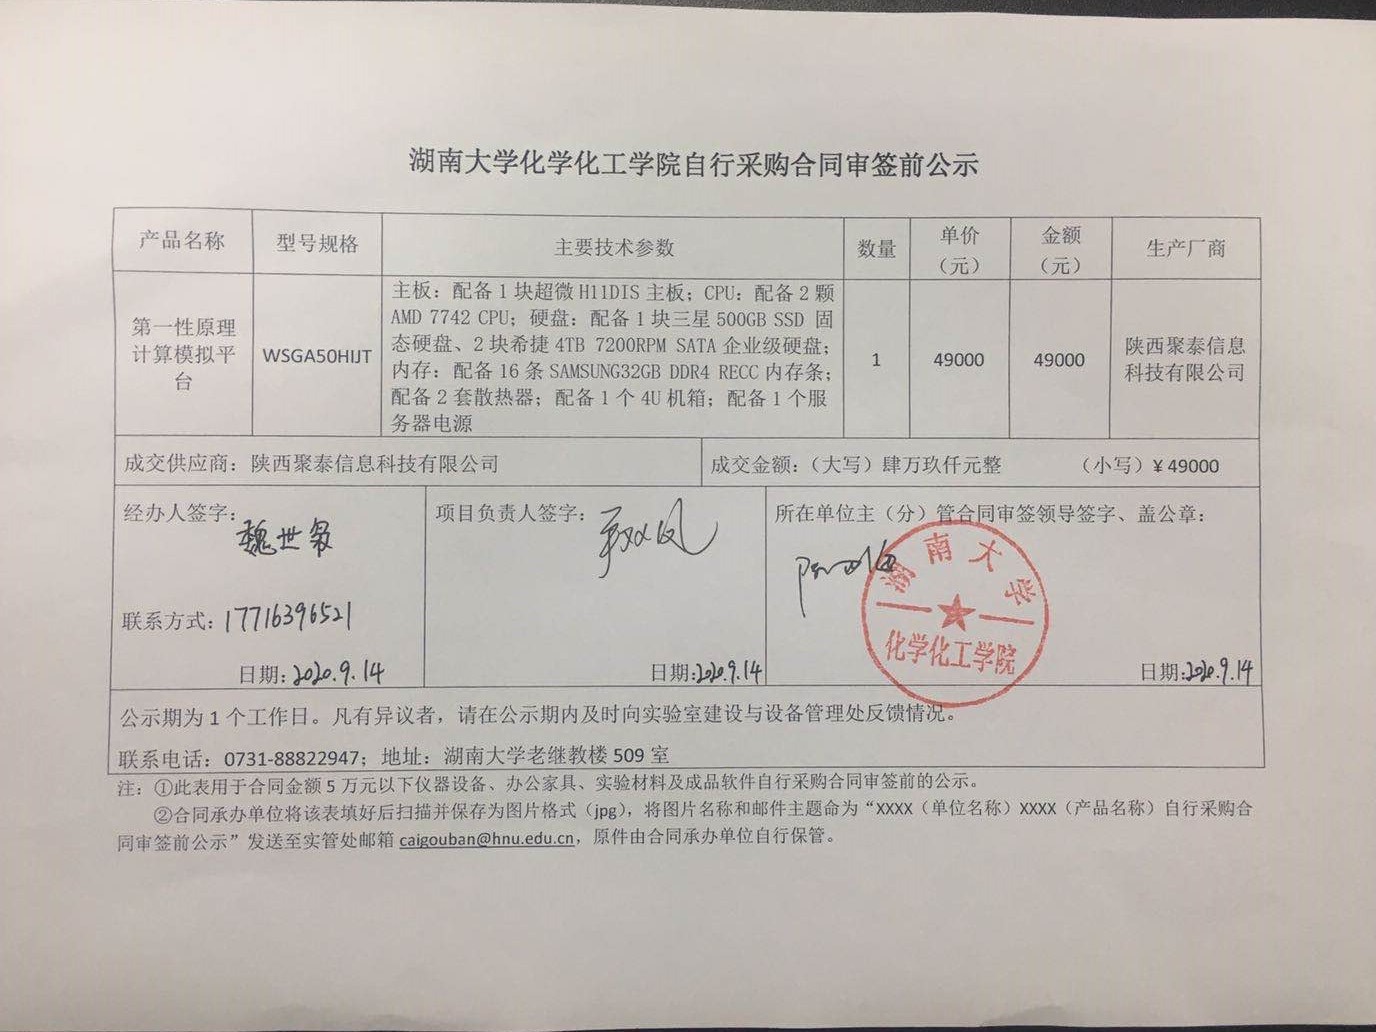 湖南大学化学化工学院自行采购合同审签前公示
产品名称
型号规格
主要技术参数
数量
单价
（元）
金额
（元）
生产厂商
第一性原理
计算模拟平
台
WSGA50HIJT
主板：配备 1 块超微 H11DIS 主板；CPU：配备 2 颗
AMD 7742 CPU；硬盘：配备 1 块三星 500GB SSD 固
态硬盘、2 块希捷 4TB 7200RPM SATA 企业级硬盘；
内存：配备 16 条 SAMSUNG32GB DDR4 RECC 内存条；
配备 2 套散热器；配备 1 个 4U 机箱；配备 1 个服
务器电源
1
49000
49000
陕西聚泰信息
科技有限公司
成交供应商：陕西聚泰信息科技有限公司
成交金额：（大写）肆万玖仟元整 （小写）¥ 49000
经办人签字：
魏世
联系方式：17716396521
日期：2020.9.14
项目负责人签字：
日期：2020.9.14
所在单位主（分）管合同审签领导签字、盖公章：
湖南大学
化学化工学院
日期：2020.9.14
公示期为 1 个工作日。凡有异议者，请在公示期内及时向实验室建设与设备管理处反馈情况。
联系电话：0731-88822947；地址：湖南大学老继教楼 509 室
注：①此表用于合同金额 5 万元以下仪器设备、办公家具、实验材料及成品软件自行采购合同审签前的公示。
②合同承办单位将该表填好后扫描并保存为图片格式（jpg），将图片名称和邮件主题命为“XXXX（单位名称）XXXX（产品名称）自行采购合
同审签前公示”发送至实管处邮箱 caigouban@hnu.edu.cn，原件由合同承办单位自行保管。